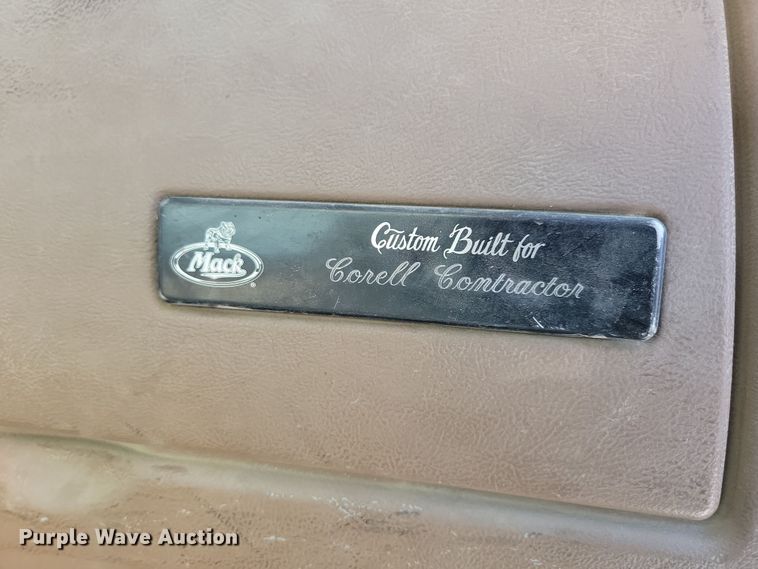 Custom Built for
Mack®
Corell Contractor
Purple Wave Auction